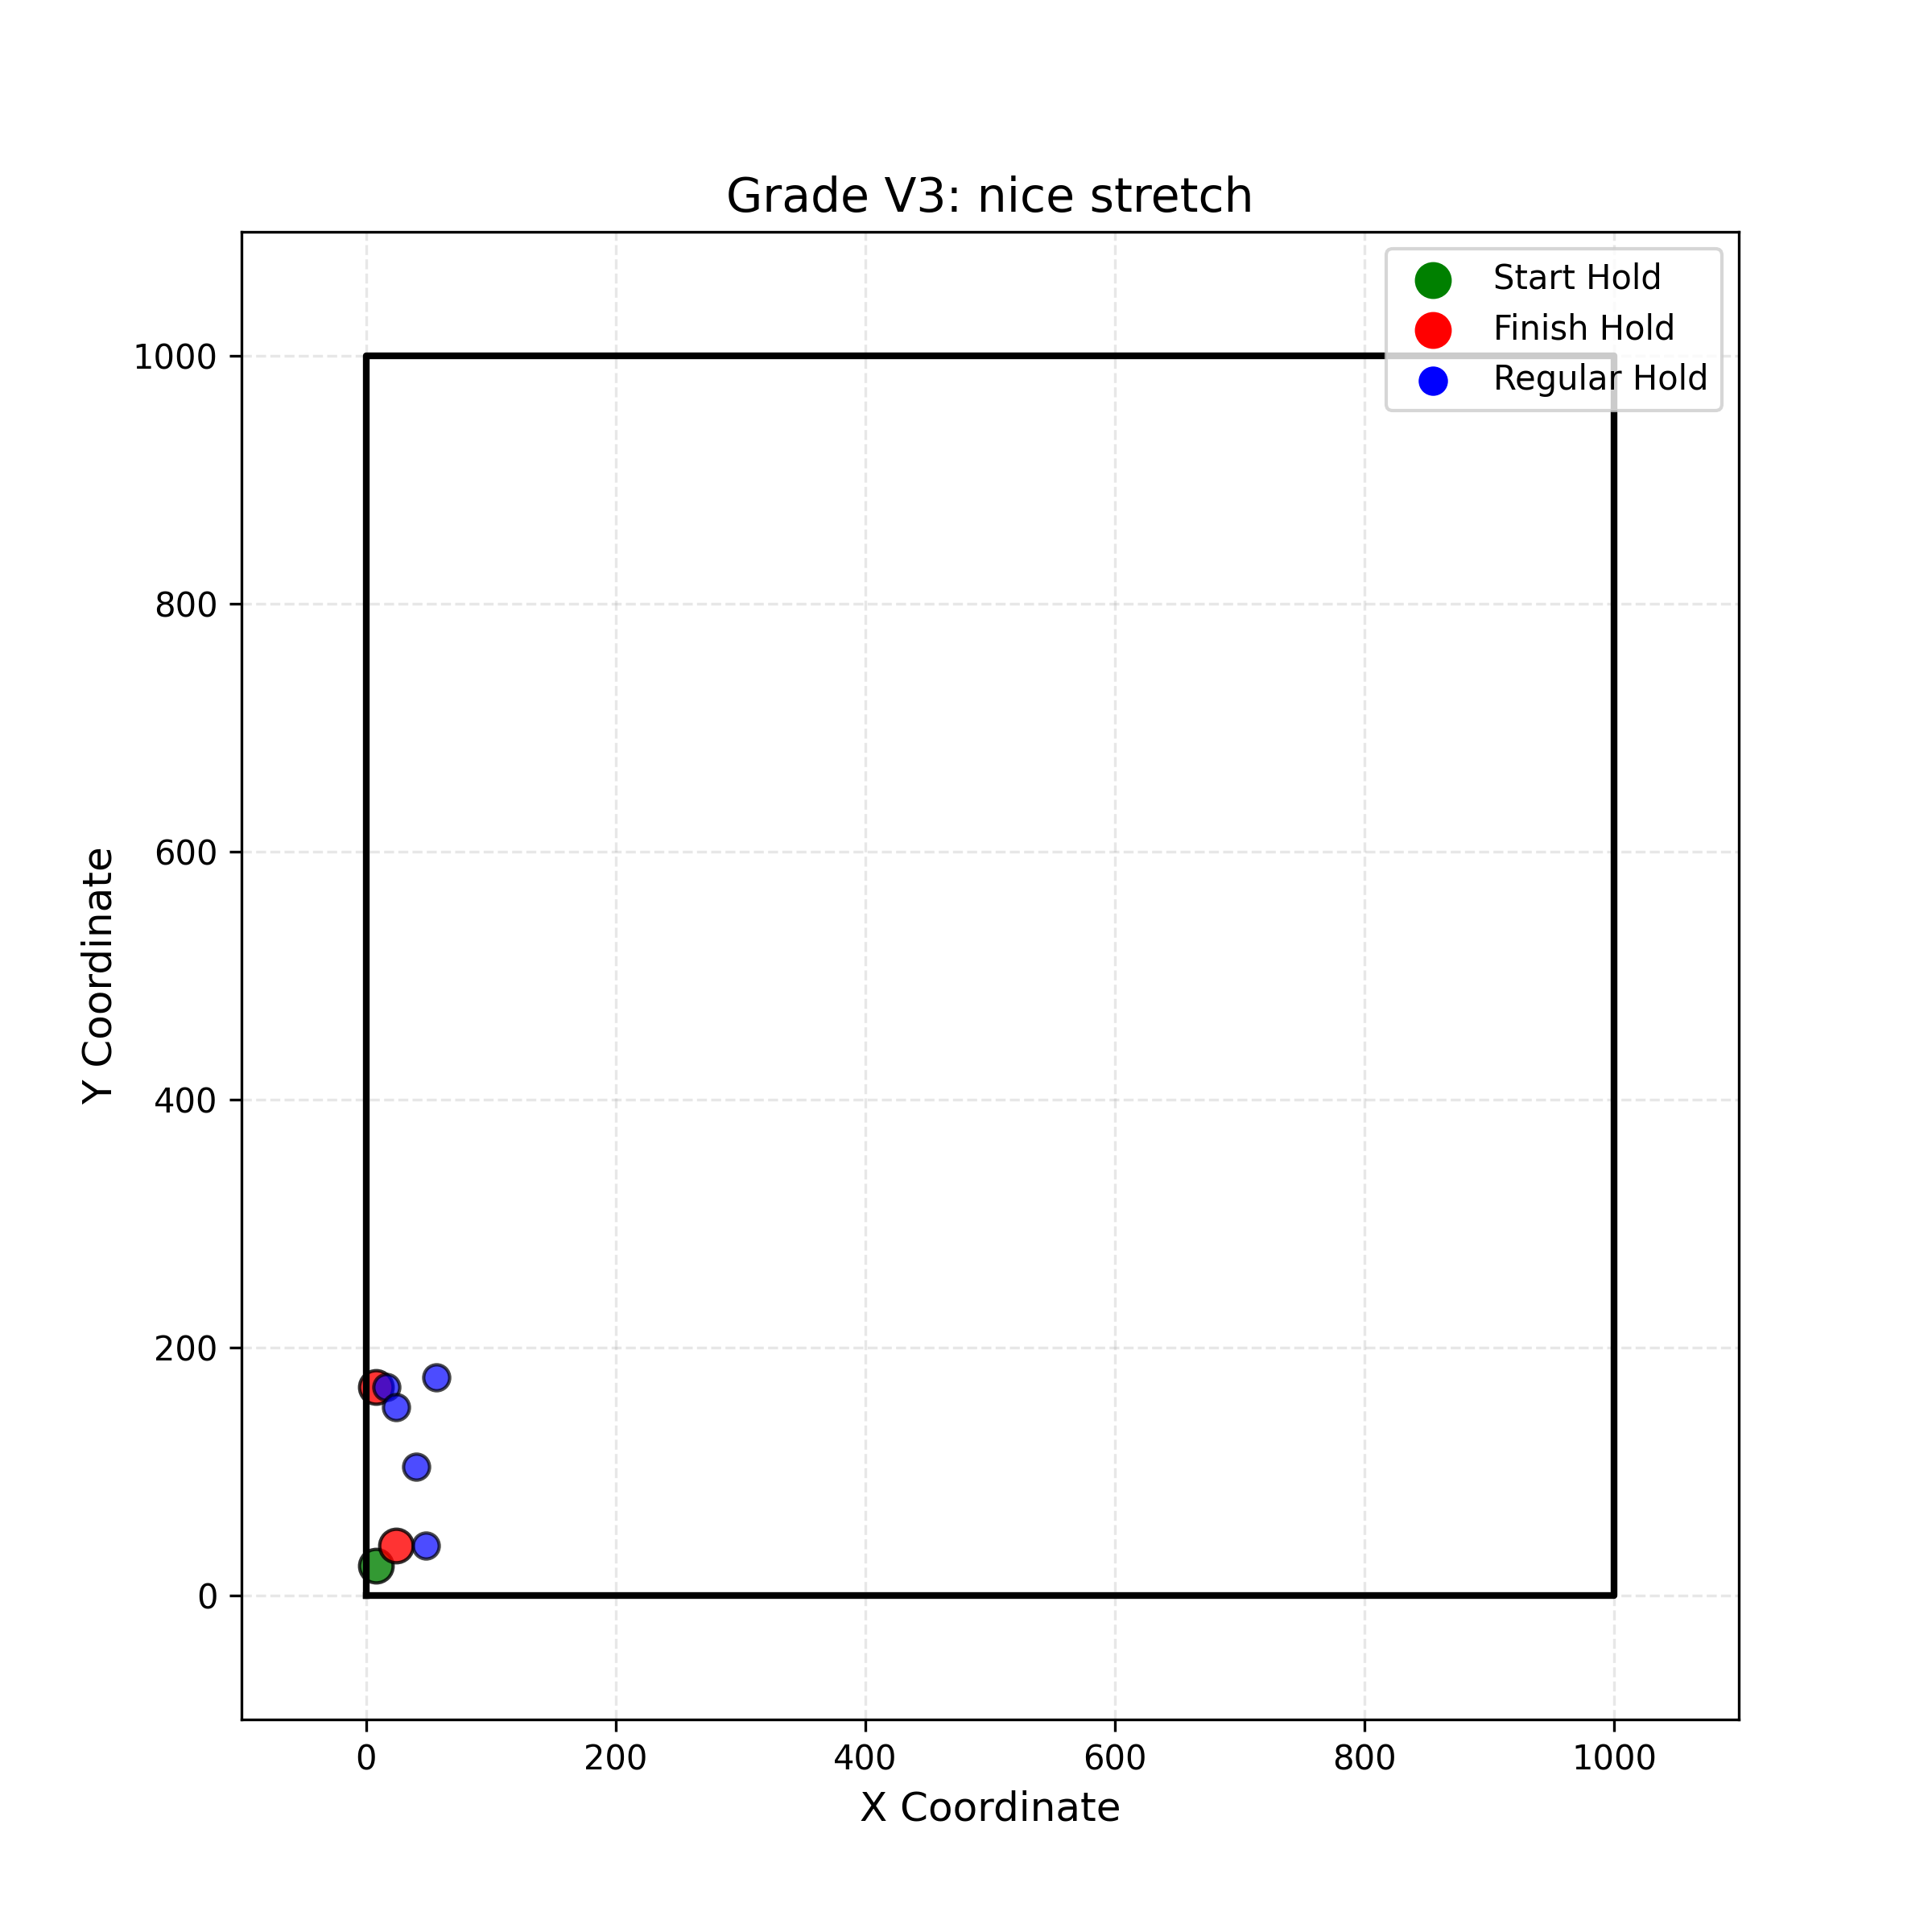 Grade V3: nice stretch
Start Hold
Finish Hold
Regular Hold
1000
800
600
400
200
0
Y Coordinate
0 200 400 600 800 1000
X Coordinate